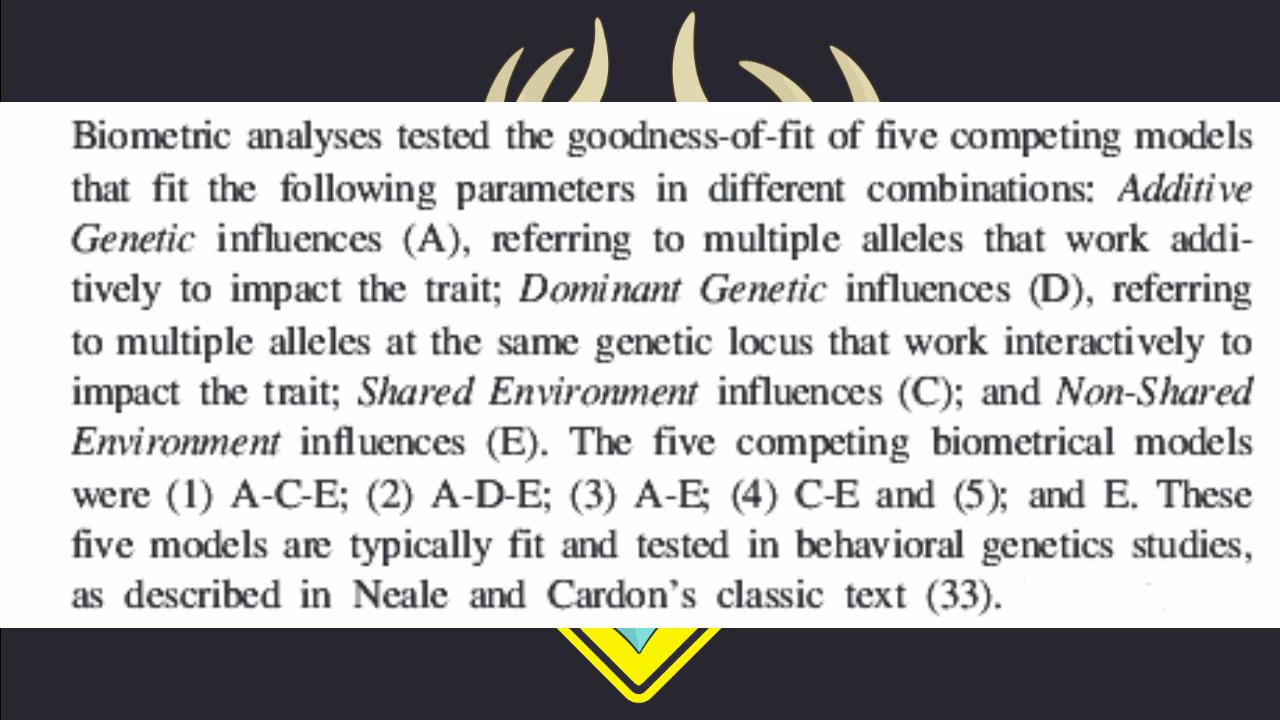 Biometric analyses tested the goodness-of-fit of five competing models
that fit the following parameters in different combinations: Additive
Genetic influences (A), referring to multiple alleles that work addi-
tively to impact the trait; Dominant Genetic influences (D), referring
to multiple alleles at the same genetic locus that work interactively to
impact the trait; Shared Environment influences (C); and Non-Shared
Environment influences (E). The five competing biometrical models
were (1) A-C-E; (2) A-D-E; (3) A-E; (4) C-E and (5); and E. These
five models are typically fit and tested in behavioral genetics studies,
as described in Neale and Cardon's classic text (33).